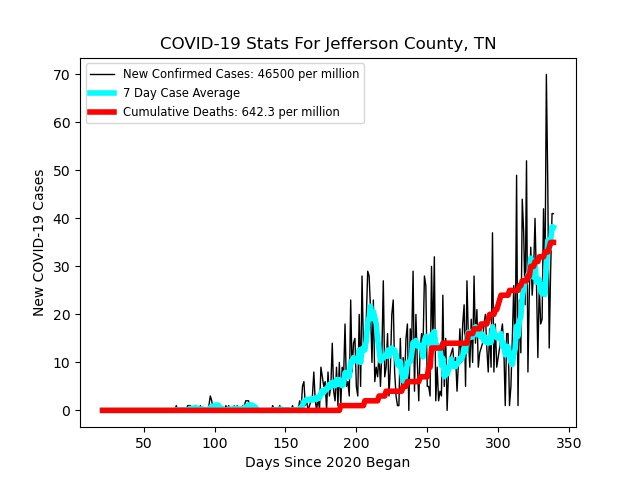 COVID-19 Stats For Jefferson County, TN
New Confirmed Cases: 46500 per million
7 Day Case Average
Cumulative Deaths: 642.3 per million
New COVID-19 Cases
70
60
50
40
30
20
10
0
50 100 150 200 250 300 350
Days Since 2020 Began